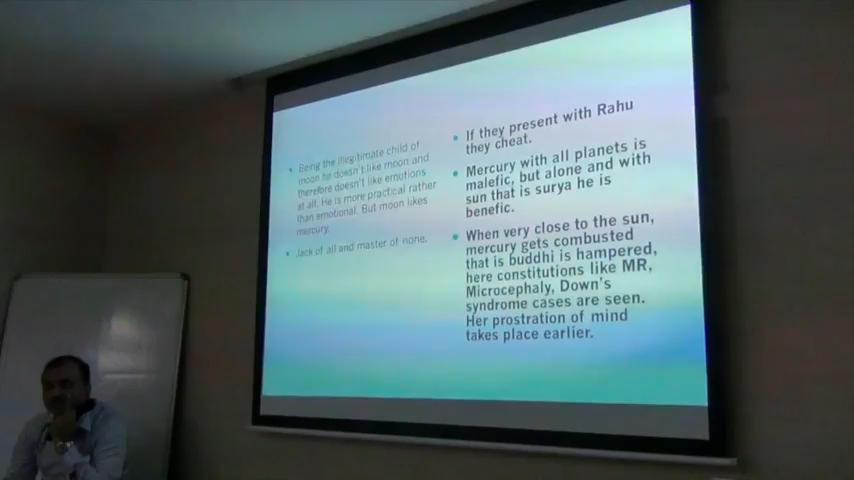 Being the illegitimate child of
moon he doesn't like moon and
therefore doesn't like emotions
at all. He is more practical rather
than emotional. But moon likes
mercury.
Jack of all and master of none.
If they present with Rahu
they cheat.
Mercury with all planets is
malefic, but alone and with
sun that is surya he is
benefic.
When very close to the sun,
mercury gets combusted
that is buddhi is hampered,
here constitutions like MR,
Microcephaly, Down's
syndrome cases are seen.
Her prostration of mind
takes place earlier.